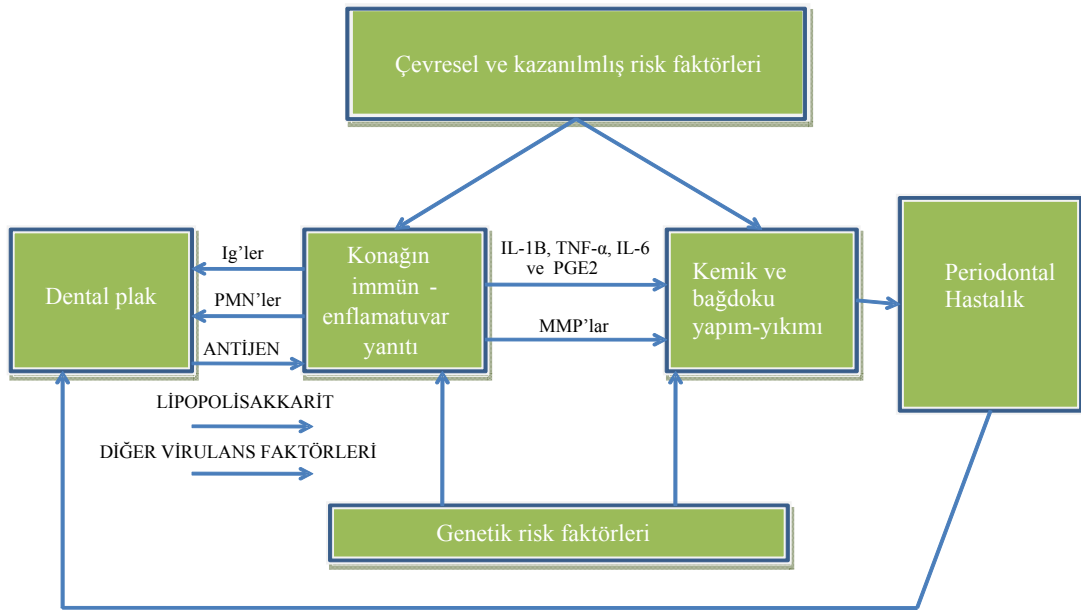 Çevresel ve kazanılmlış risk faktörleri
Dental plak
Ig’ler
PMN’ler
ANTİJEN
Konağın
immün -
enflamatuvar
yanıtı
IL-1B, TNF-α, IL-6
ve PGE2
MMP’lar
Kemik ve
bağdoku
yapım-yıkımı
Periodontal
Hastalık
LİPOPOLİSAKKARİT
DİĞER VİRULANS FAKTÖRLERİ
Genetik risk faktörleri